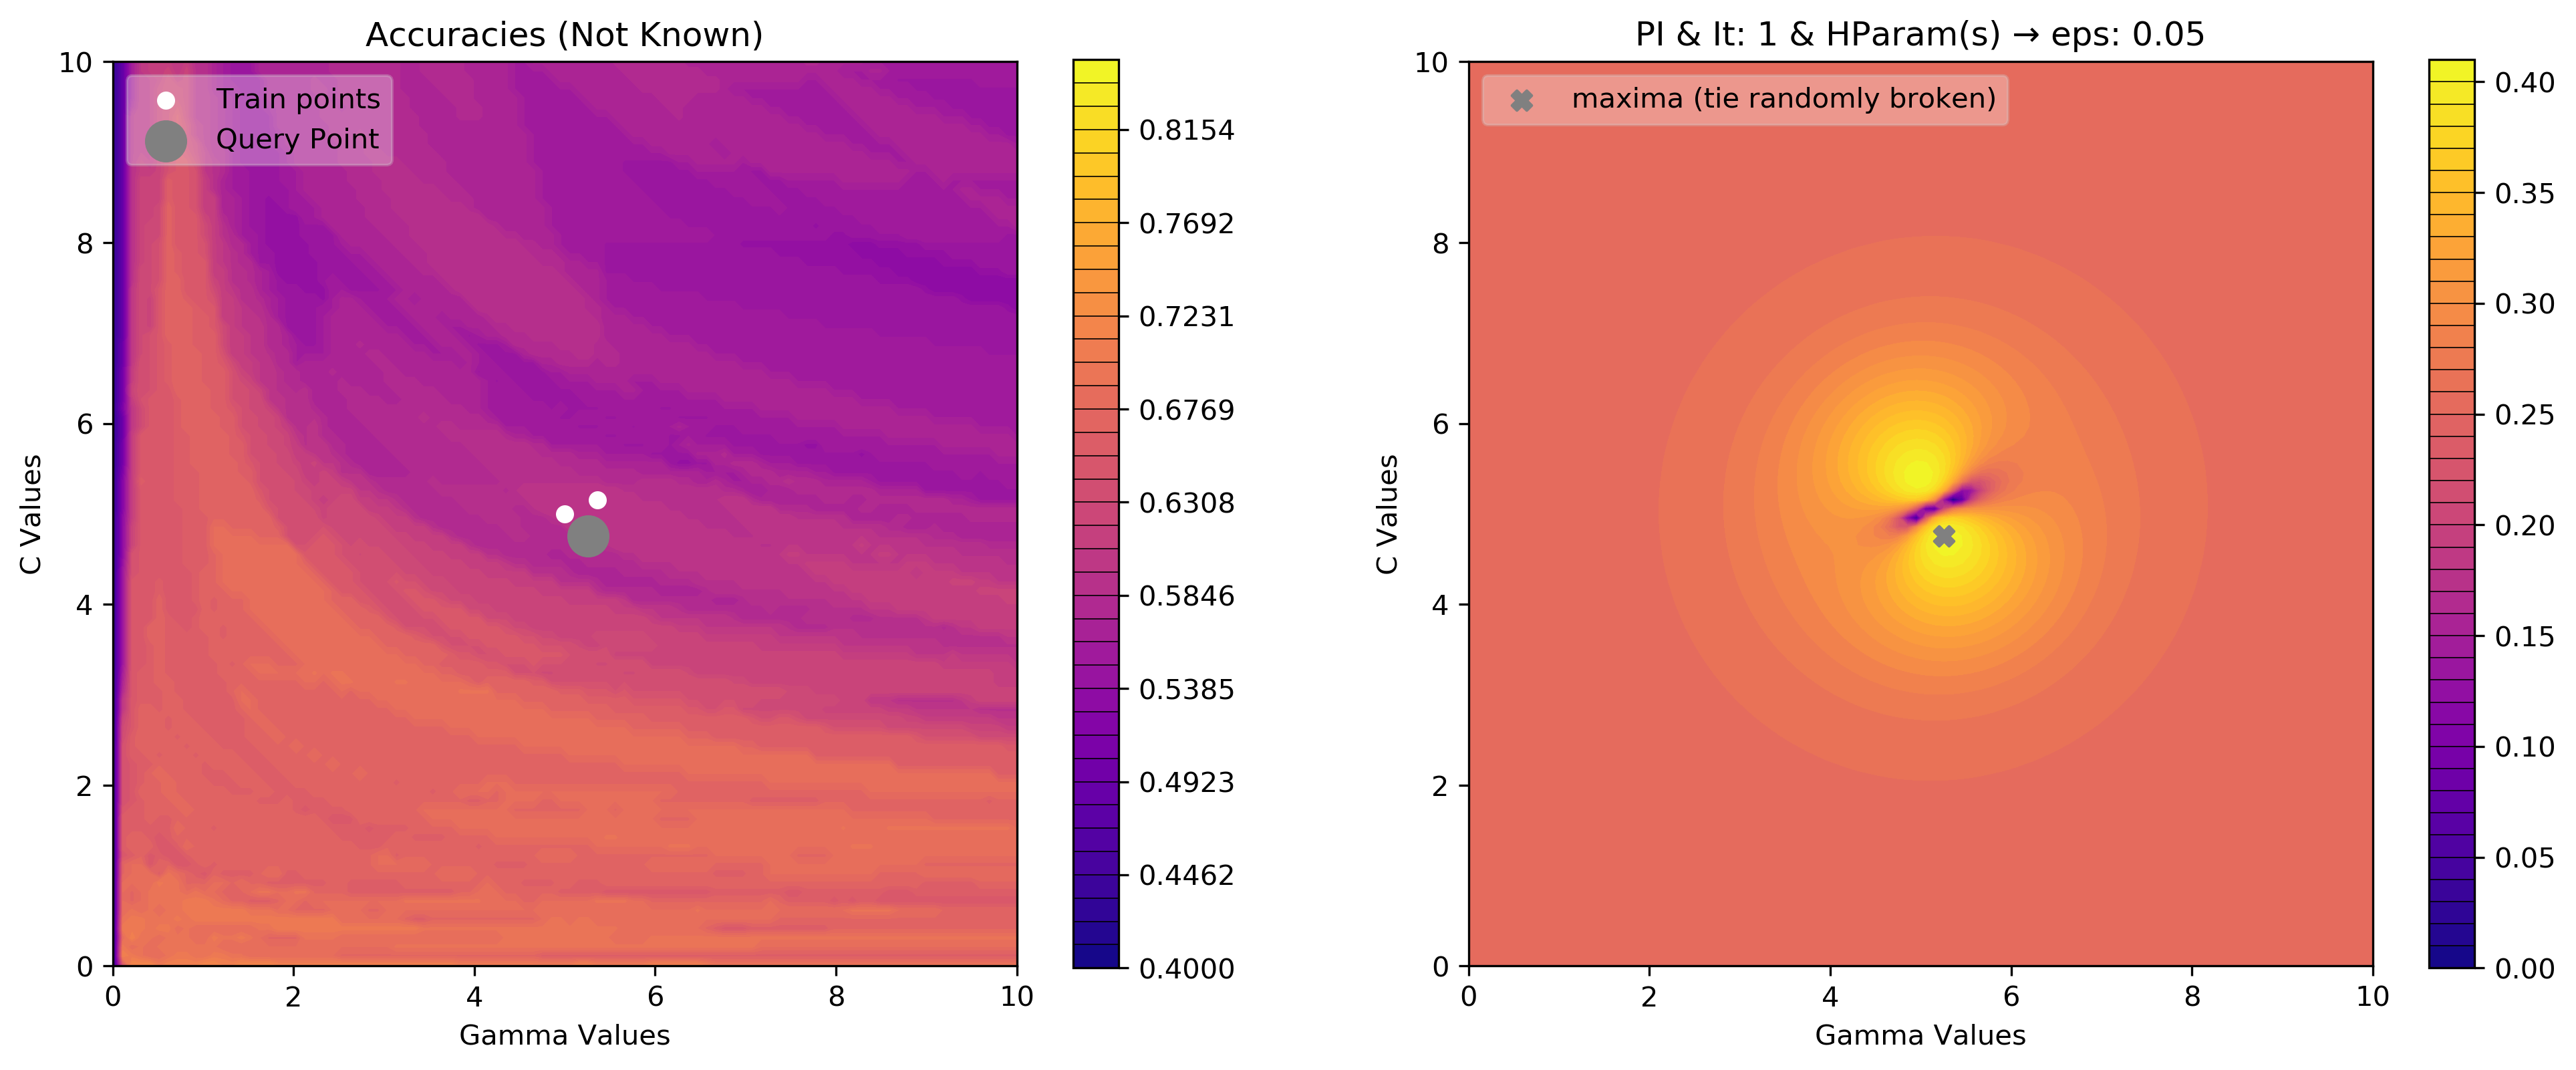 Accuracies (Not Known)
Train points
Query Point
C Values
10
8
6
4
2
0
0 2 4 6 8 10
Gamma Values
0.8154
0.7692
0.7231
0.6769
0.6308
0.5846
0.5385
0.4923
0.4462
0.4000
PI & It: 1 & HParam(s) → eps: 0.05
maxima (tie randomly broken)
C Values
10
8
6
4
2
0
0 2 4 6 8 10
Gamma Values
0.40
0.35
0.30
0.25
0.20
0.15
0.10
0.05
0.00